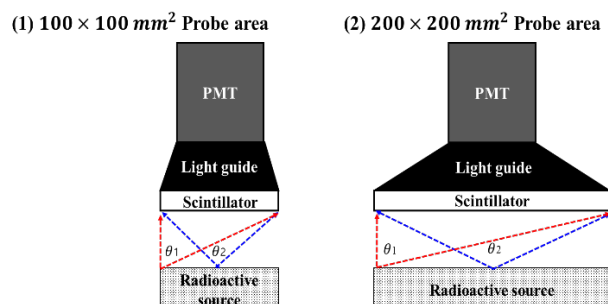 (1) 100 × 100 mm² Probe area
(2) 200 × 200 mm² Probe area
PMT
PMT
Light guide
Light guide
Scintillator
Scintillator
θ1
θ2
θ1
θ2
Radioactive
source
Radioactive source